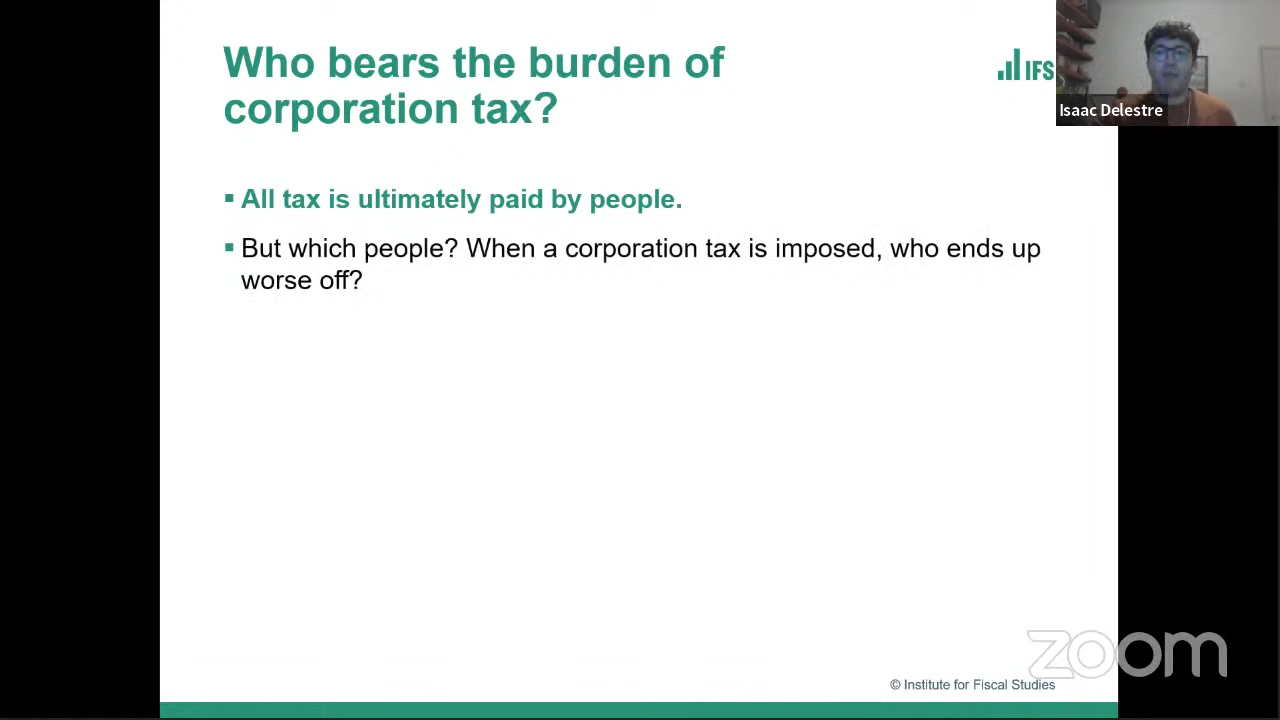 Who bears the burden of
corporation tax?
IFS
Isaac Delestre
▪ All tax is ultimately paid by people.
▪ But which people? When a corporation tax is imposed, who ends up
worse off?
zoom
© Institute for Fiscal Studies